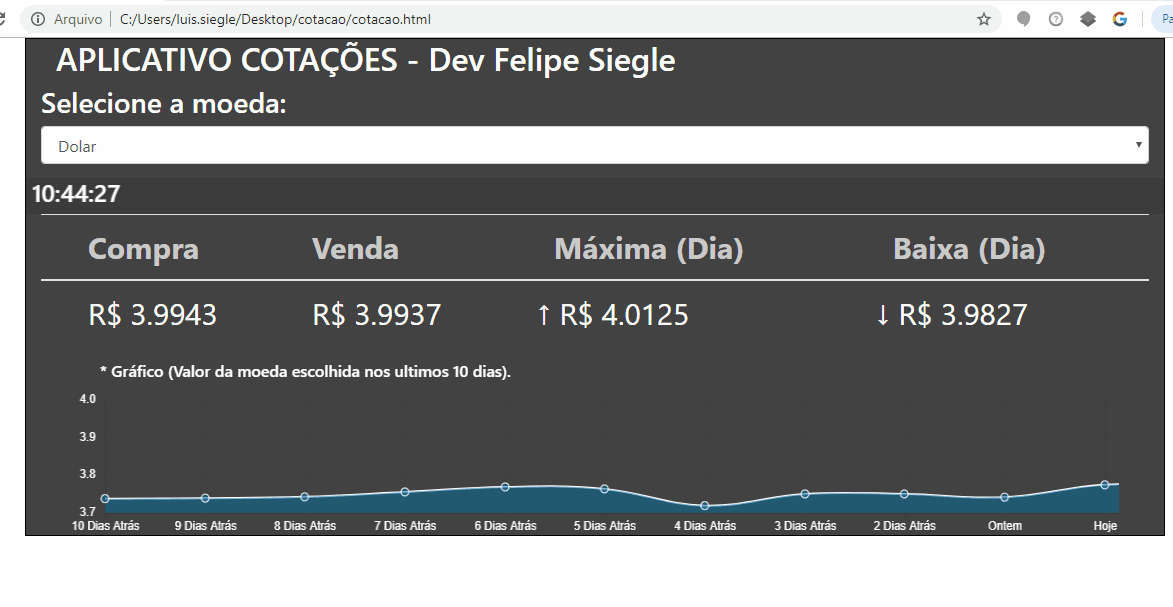 Arquivo C:/Users/luis.siegle/Desktop/cotacao/cotacao.html
APLICATIVO COTAÇÕES - Dev Felipe Siegle
Selecione a moeda:
Dolar
10:44:27
Compra Venda Máxima (Dia) Baixa (Dia)
R$ 3.9943 R$ 3.9937 ↑ R$ 4.0125 ↓ R$ 3.9827
* Gráfico (Valor da moeda escolhida nos ultimos 10 dias).
4.0
3.9
3.8
3.7
10 Dias Atrás 9 Dias Atrás 8 Dias Atrás 7 Dias Atrás 6 Dias Atrás 5 Dias Atrás 4 Dias Atrás 3 Dias Atrás 2 Dias Atrás Ontem Hoje